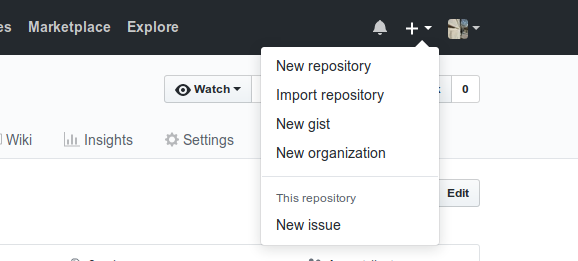 Marketplace Explore
New repository
Watch
Import repository
0
New gist
Wiki Insights Settings
New organization
This repository
Edit
New issue